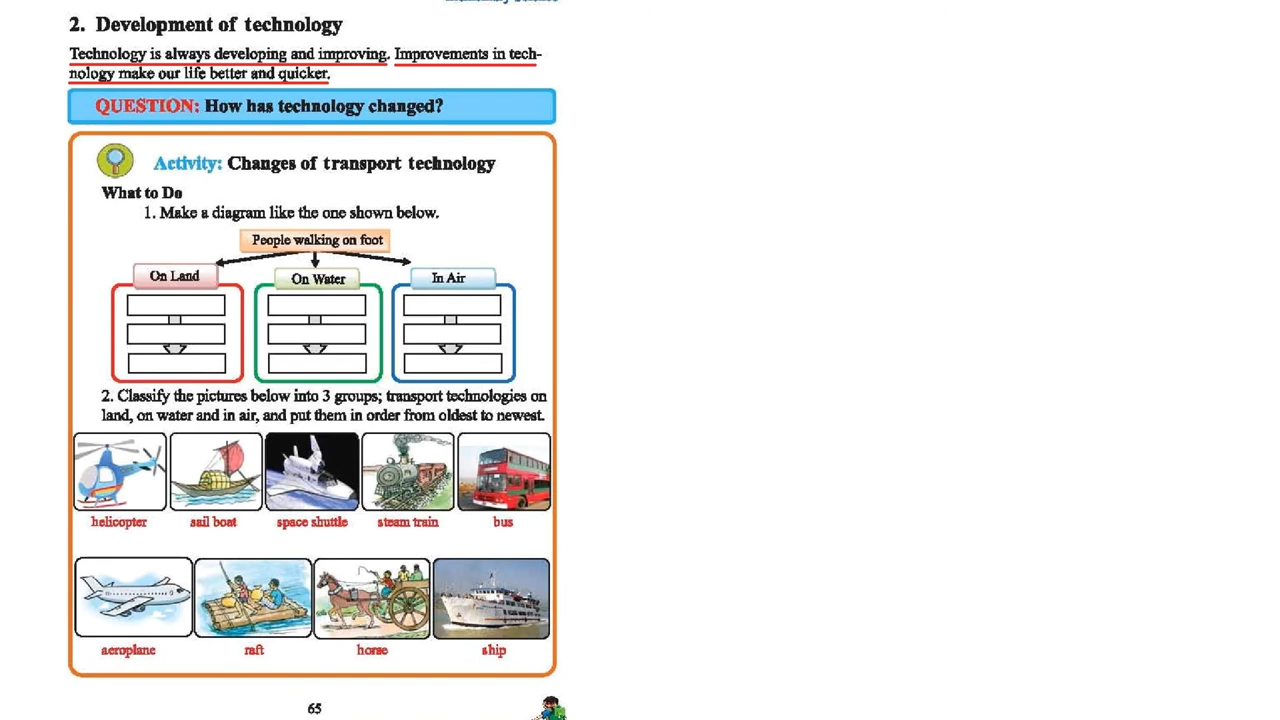 2. Development of technology
Technology is always developing and improving. Improvements in tech-
nology make our life better and quicker.
QUESTION: How has technology changed?
Activity: Changes of transport technology
What to Do
1. Make a diagram like the one shown below.
People walking on foot
On Land
On Water
In Air
2. Classify the pictures below into 3 groups; transport technologies on
land, on water and in air, and put them in order from oldest to newest.
helicopter
sail boat
space shuttle
steam train
bus
aeroplane
raft
horse
ship
65